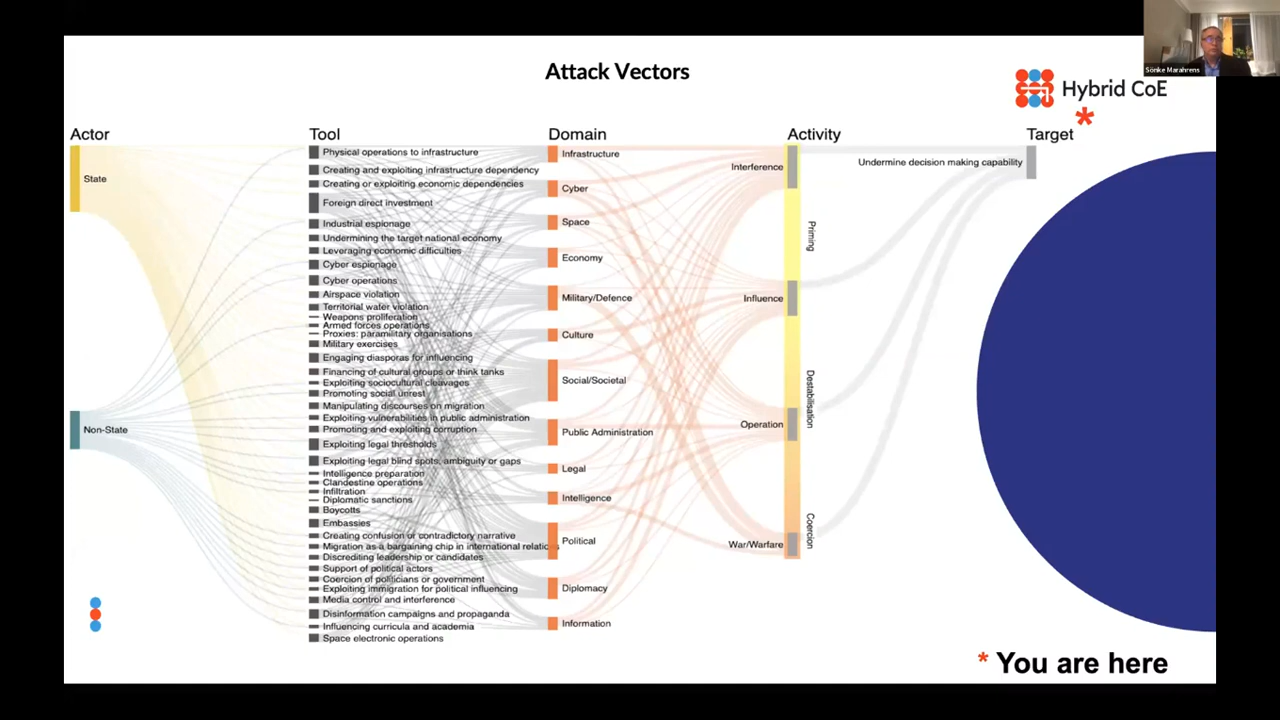 Sönke Marahrens
Attack Vectors
Hybrid CoE
*
Actor
Tool
Domain
Activity
Target
State
Non-State
Physical operations to infrastructure
Creating and exploiting infrastructure dependency
Creating or exploiting economic dependencies
Foreign direct investment
Industrial espionage
Undermining the target national economy
Leveraging economic difficulties
Cyber espionage
Cyber operations
Airspace violation
Territorial water violation
Weapons proliferation
Armed forces operations
Proxies: paramilitary organisations
Military exercises
Engaging diasporas for influencing
Financing of cultural groups or think tanks
Exploiting sociocultural cleavages
Promoting social unrest
Manipulating discourses on migration
Exploiting vulnerabilities in public administration
Promoting and exploiting corruption
Exploiting legal thresholds
Exploiting legal blind spots, ambiguity or gaps
Intelligence preparation
Clandestine operations
Infiltration
Diplomatic sanctions
Boycotts
Embassies
Creating confusion or contradictory narrative
Migration as a bargaining chip in international relations
Discrediting leadership or candidates
Support of political actors
Coercion of politicians or government
Exploiting immigration for political influencing
Media control and interference
Disinformation campaigns and propaganda
Influencing curricula and academia
Space electronic operations
Infrastructure
Cyber
Space
Economy
Military/Defence
Culture
Social/Societal
Public Administration
Legal
Intelligence
Political
Diplomacy
Information
Interference
Influence
Operation
War/Warfare
Priming
Destabilisation
Coercion
Undermine decision making capability
* You are here